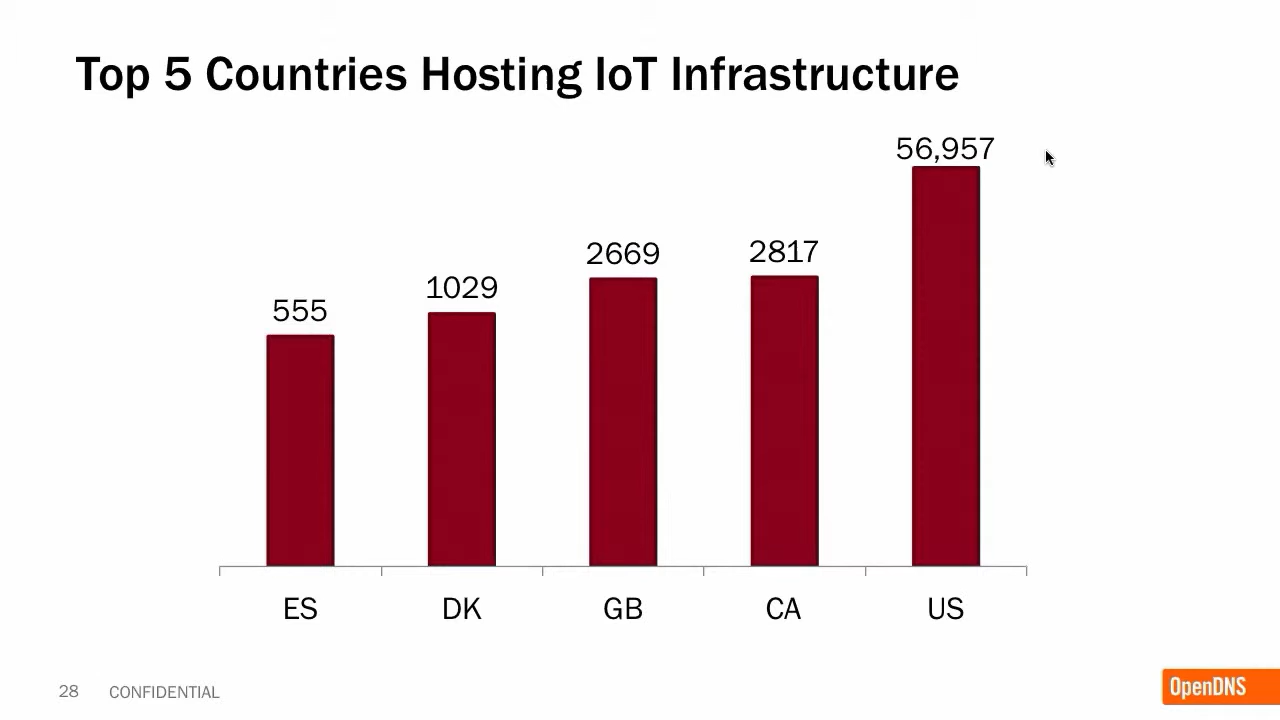 Top 5 Countries Hosting IoT Infrastructure
56,957
2817
2669
1029
555
ES DK GB CA US
28 CONFIDENTIAL
OpenDNS